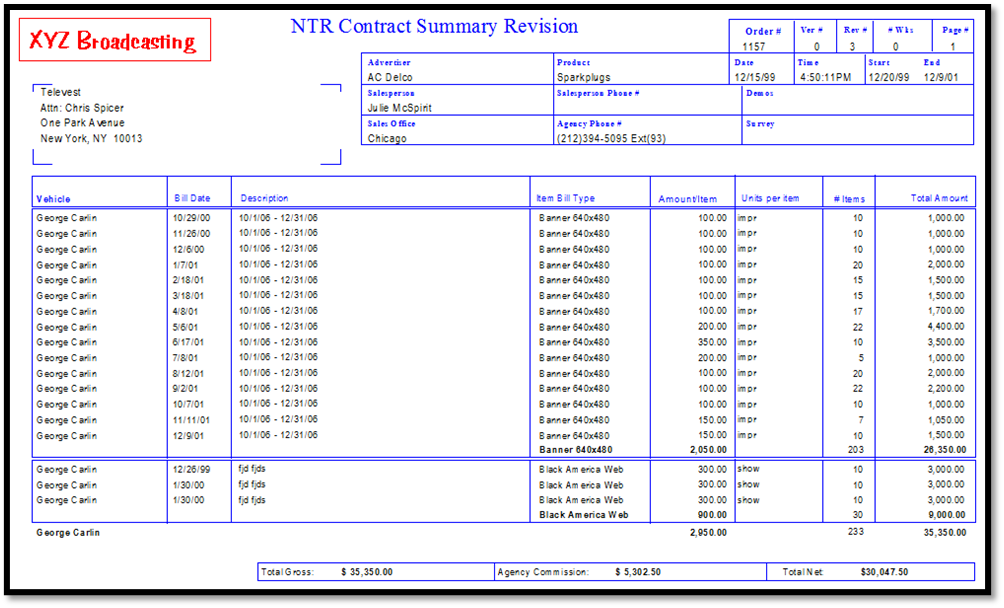 XYZ Broadcasting
NTR Contract Summary Revision
Order # Ver # Rev # # Wks Page #
1157 0 3 0 1
Advertiser Product Date Time Start End
AC Delco Sparkplugs 12/15/99 4:50:11PM 12/20/99 12/9/01
Salesperson Salesperson Phone # Demos
Julie McSpirit
Sales Office Agency Phone # Survey
Chicago (212)394-5095 Ext(93)
Televest
Attn: Chris Spicer
One Park Avenue
New York, NY 10013
Vehicle Bill Date Description Item Bill Type Amount/Item Units per item # Items Total Amount
George Carlin 10/29/00 10/1/06 - 12/31/06 Banner 640x480 100.00 impr 10 1,000.00
George Carlin 11/26/00 10/1/06 - 12/31/06 Banner 640x480 100.00 impr 10 1,000.00
George Carlin 12/6/00 10/1/06 - 12/31/06 Banner 640x480 100.00 impr 10 1,000.00
George Carlin 1/7/01 10/1/06 - 12/31/06 Banner 640x480 100.00 impr 20 2,000.00
George Carlin 2/18/01 10/1/06 - 12/31/06 Banner 640x480 100.00 impr 15 1,500.00
George Carlin 3/18/01 10/1/06 - 12/31/06 Banner 640x480 100.00 impr 15 1,500.00
George Carlin 4/8/01 10/1/06 - 12/31/06 Banner 640x480 100.00 impr 17 1,700.00
George Carlin 5/6/01 10/1/06 - 12/31/06 Banner 640x480 200.00 impr 22 4,400.00
George Carlin 6/17/01 10/1/06 - 12/31/06 Banner 640x480 350.00 impr 10 3,500.00
George Carlin 7/8/01 10/1/06 - 12/31/06 Banner 640x480 200.00 impr 5 1,000.00
George Carlin 8/12/01 10/1/06 - 12/31/06 Banner 640x480 100.00 impr 20 2,000.00
George Carlin 9/2/01 10/1/06 - 12/31/06 Banner 640x480 100.00 impr 22 2,200.00
George Carlin 10/7/01 10/1/06 - 12/31/06 Banner 640x480 100.00 impr 10 1,000.00
George Carlin 11/11/01 10/1/06 - 12/31/06 Banner 640x480 150.00 impr 7 1,050.00
George Carlin 12/9/01 10/1/06 - 12/31/06 Banner 640x480 150.00 impr 10 1,500.00
Banner 640x480 2,050.00 203 26,350.00
George Carlin 12/26/99 fjd fjds Black America Web 300.00 show 10 3,000.00
George Carlin 1/30/00 fjd fjds Black America Web 300.00 show 10 3,000.00
George Carlin 1/30/00 fjd fjds Black America Web 300.00 show 10 3,000.00
Black America Web 900.00 30 9,000.00
George Carlin 2,950.00 233 35,350.00
Total Gross: $ 35,350.00 Agency Commission: $ 5,302.50 Total Net: $30,047.50